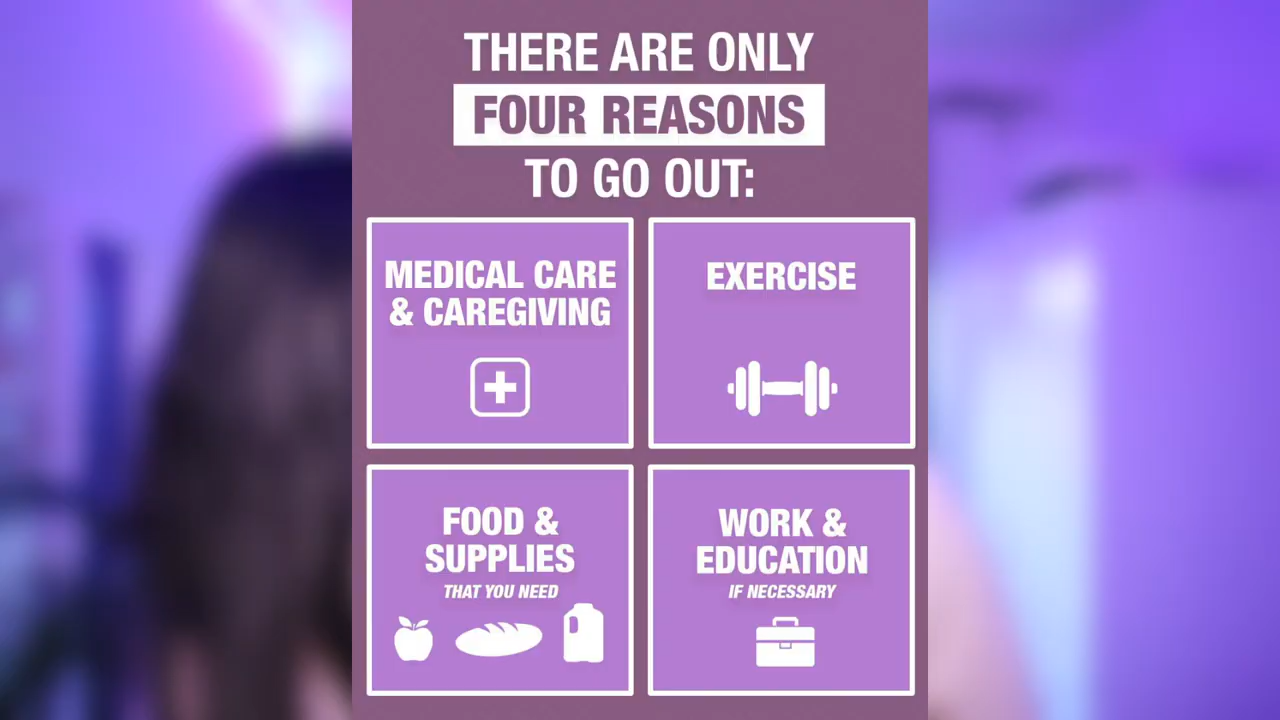 THERE ARE ONLY
FOUR REASONS
TO GO OUT:
MEDICAL CARE
& CAREGIVING
EXERCISE
FOOD &
SUPPLIES
THAT YOU NEED
WORK &
EDUCATION
IF NECESSARY